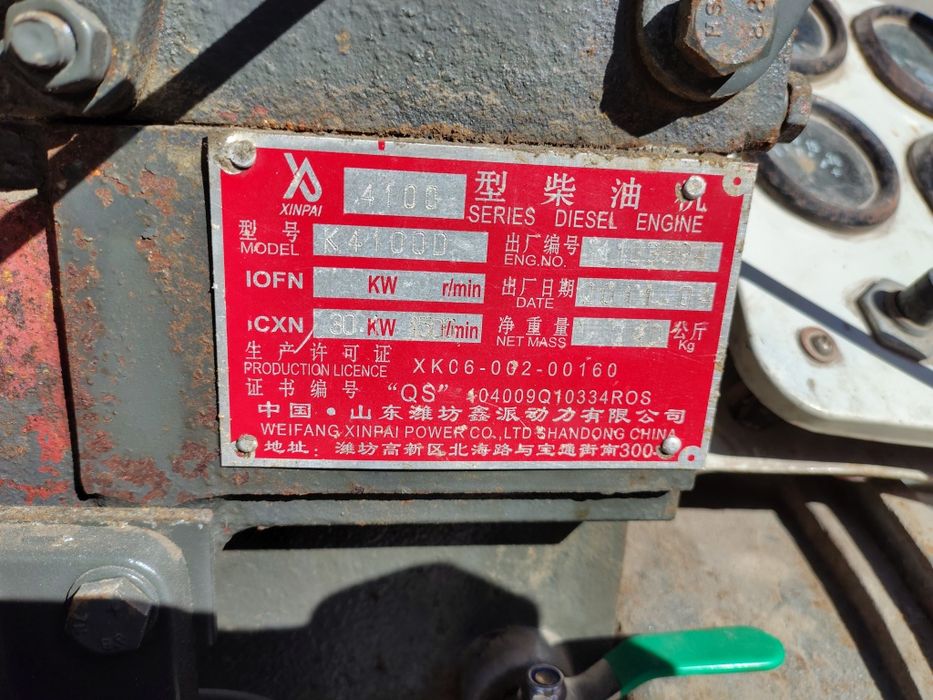 XINPAI
4100 型柴油机
SERIES DIESEL ENGINE
型号 K4100D 出厂编号
MODEL ENG.NO.
IOFN KW r/min 出厂日期
DATE
ICXN 30 KW r/min 净重量 公斤
NET MASS Kg
生产许可证 XK06-002-00160
PRODUCTION LICENCE
证书编号 "QS" 104009Q10334ROS
中国·山东潍坊鑫派动力有限公司
WEIFANG XINPAI POWER CO., LTD SHANDONG CHINA
地址: 潍坊高新区北海路与宝通街南300